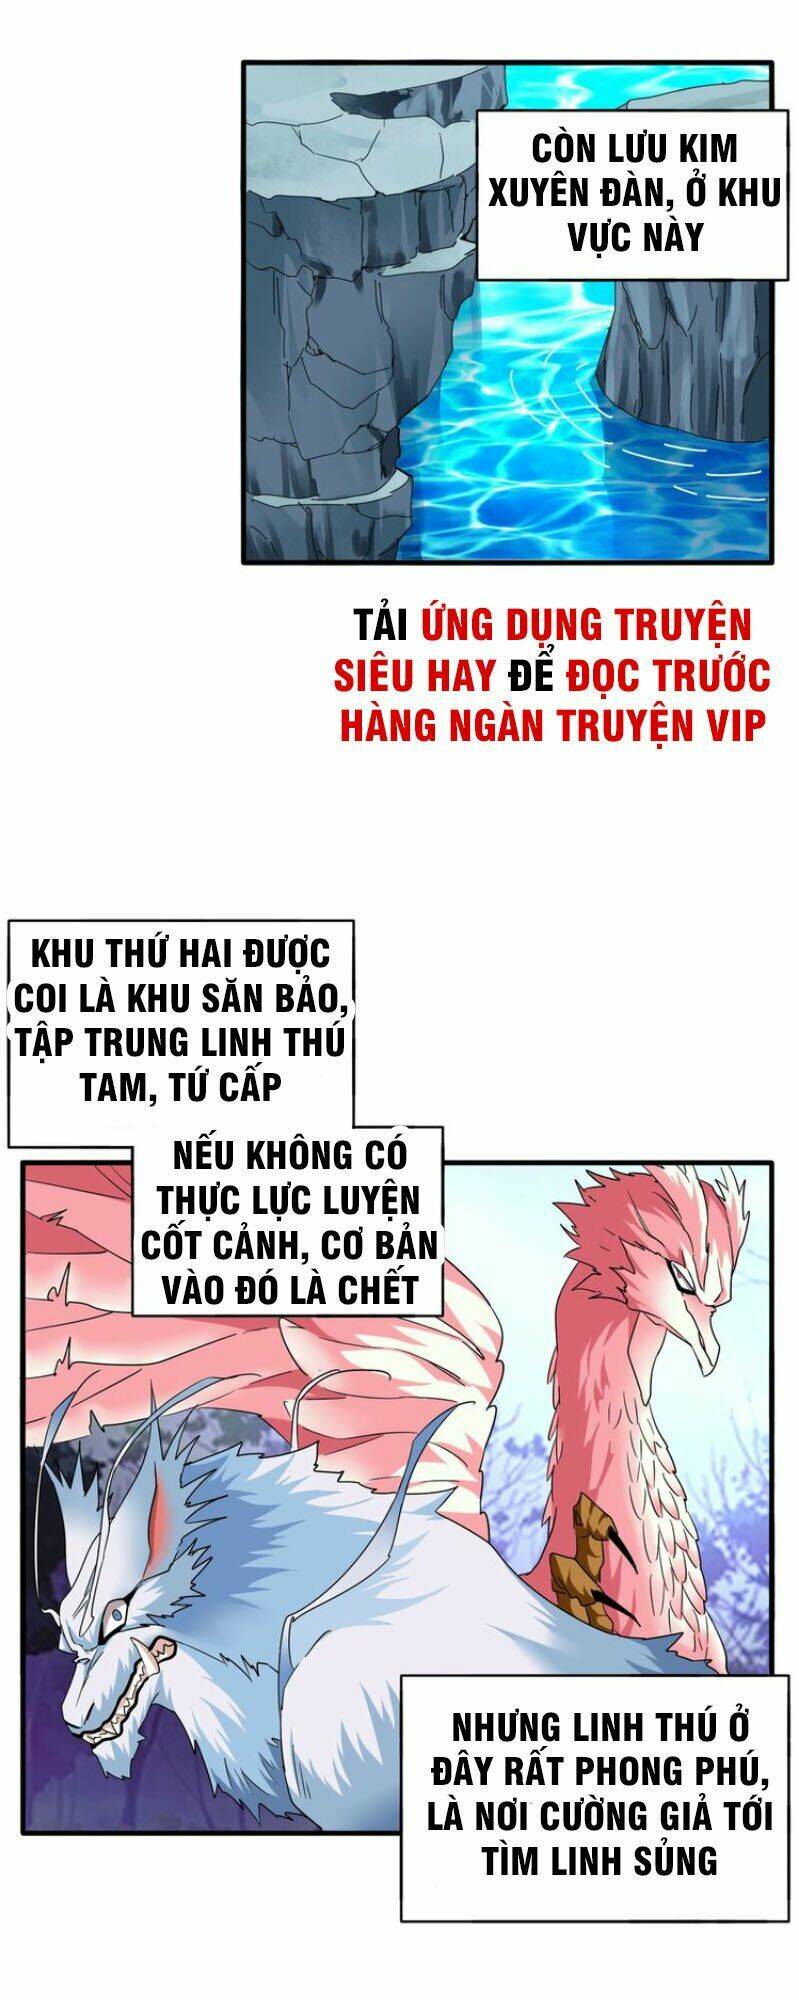 CÒN LƯU KIM
XUYÊN ĐÀN, Ở KHU
VỰC NÀY
TẢI ỨNG DỤNG TRUYỆN
SIÊU HAY ĐỂ ĐỌC TRƯỚC
HÀNG NGÀN TRUYỆN VIP
KHU THỨ HAI ĐƯỢC
COI LÀ KHU SĂN BẢO,
TẬP TRUNG LINH THÚ
TAM, TỨ CẤP
NẾU KHÔNG CÓ
THỰC LỰC LUYỆN
CỐT CẢNH, CƠ BẢN
VÀO ĐÓ LÀ CHẾT
NHƯNG LINH THÚ Ở
ĐÂY RẤT PHONG PHÚ,
LÀ NƠI CƯỜNG GIẢ TỚI
TÌM LINH SỦNG